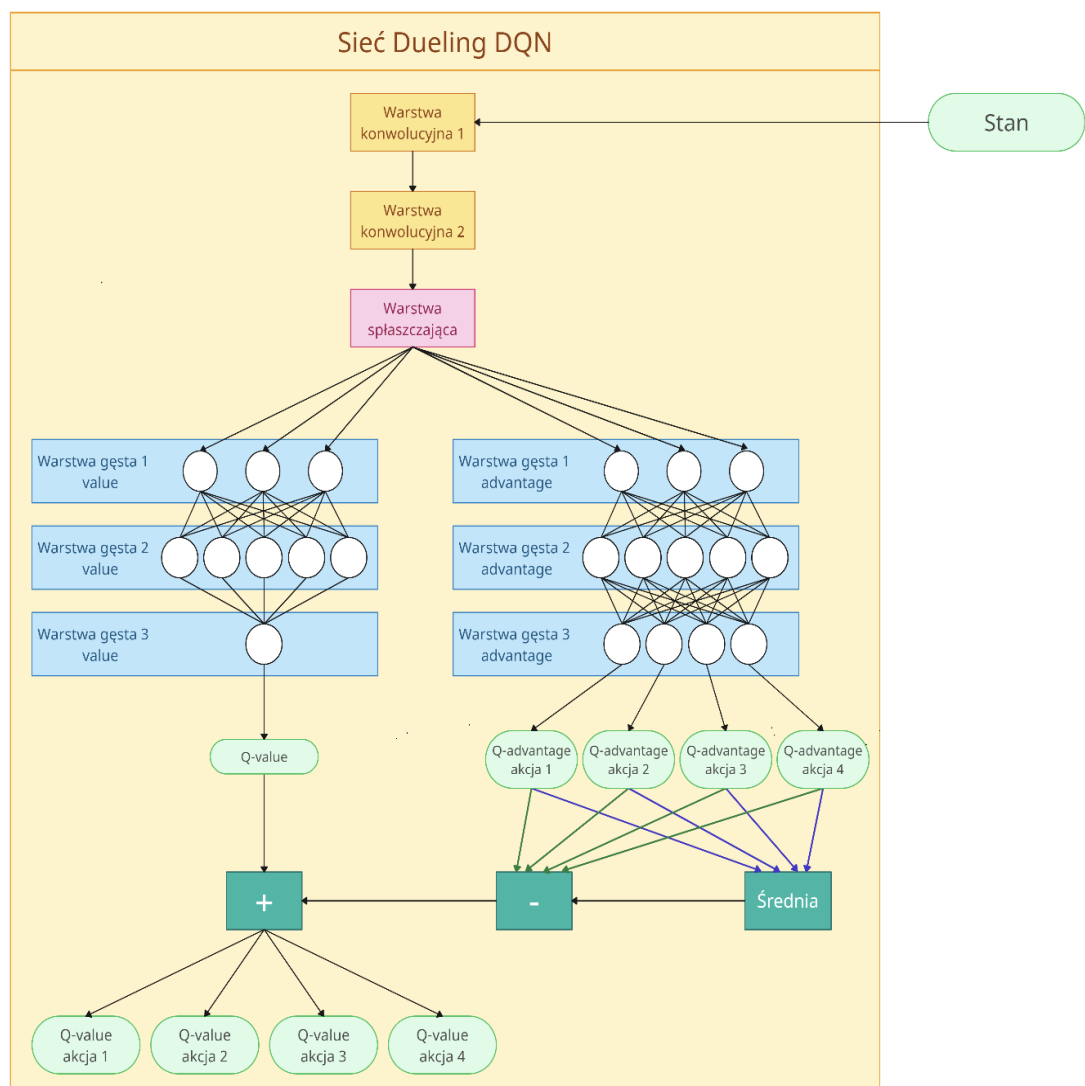 Sieć Dueling DQN
Warstwa
konwolucyjna 1
Stan
Warstwa
konwolucyjna 2
Warstwa
spłaszczająca
Warstwa gęsta 1
value
Warstwa gęsta 1
advantage
Warstwa gęsta 2
value
Warstwa gęsta 2
advantage
Warstwa gęsta 3
value
Warstwa gęsta 3
advantage
Q-value
Q-advantage
akcja 1
Q-advantage
akcja 2
Q-advantage
akcja 3
Q-advantage
akcja 4
+
-
Średnia
Q-value
akcja 1
Q-value
akcja 2
Q-value
akcja 3
Q-value
akcja 4